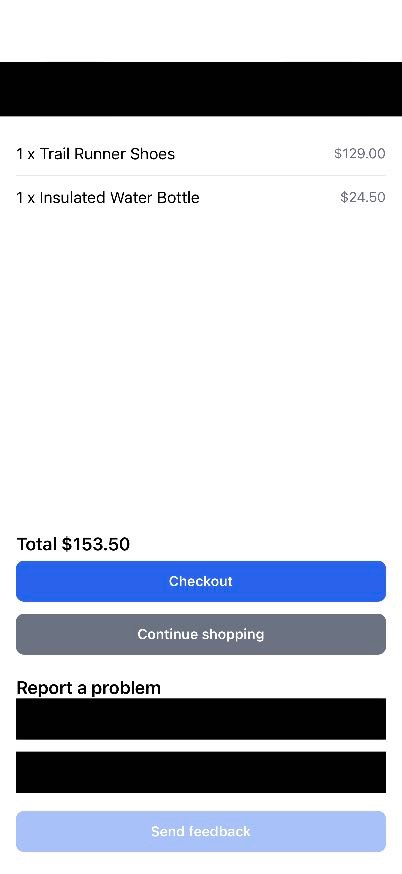 1 x Trail Runner Shoes $129.00
1 x Insulated Water Bottle $24.50
Total $153.50
Checkout
Continue shopping
Report a problem
Send feedback